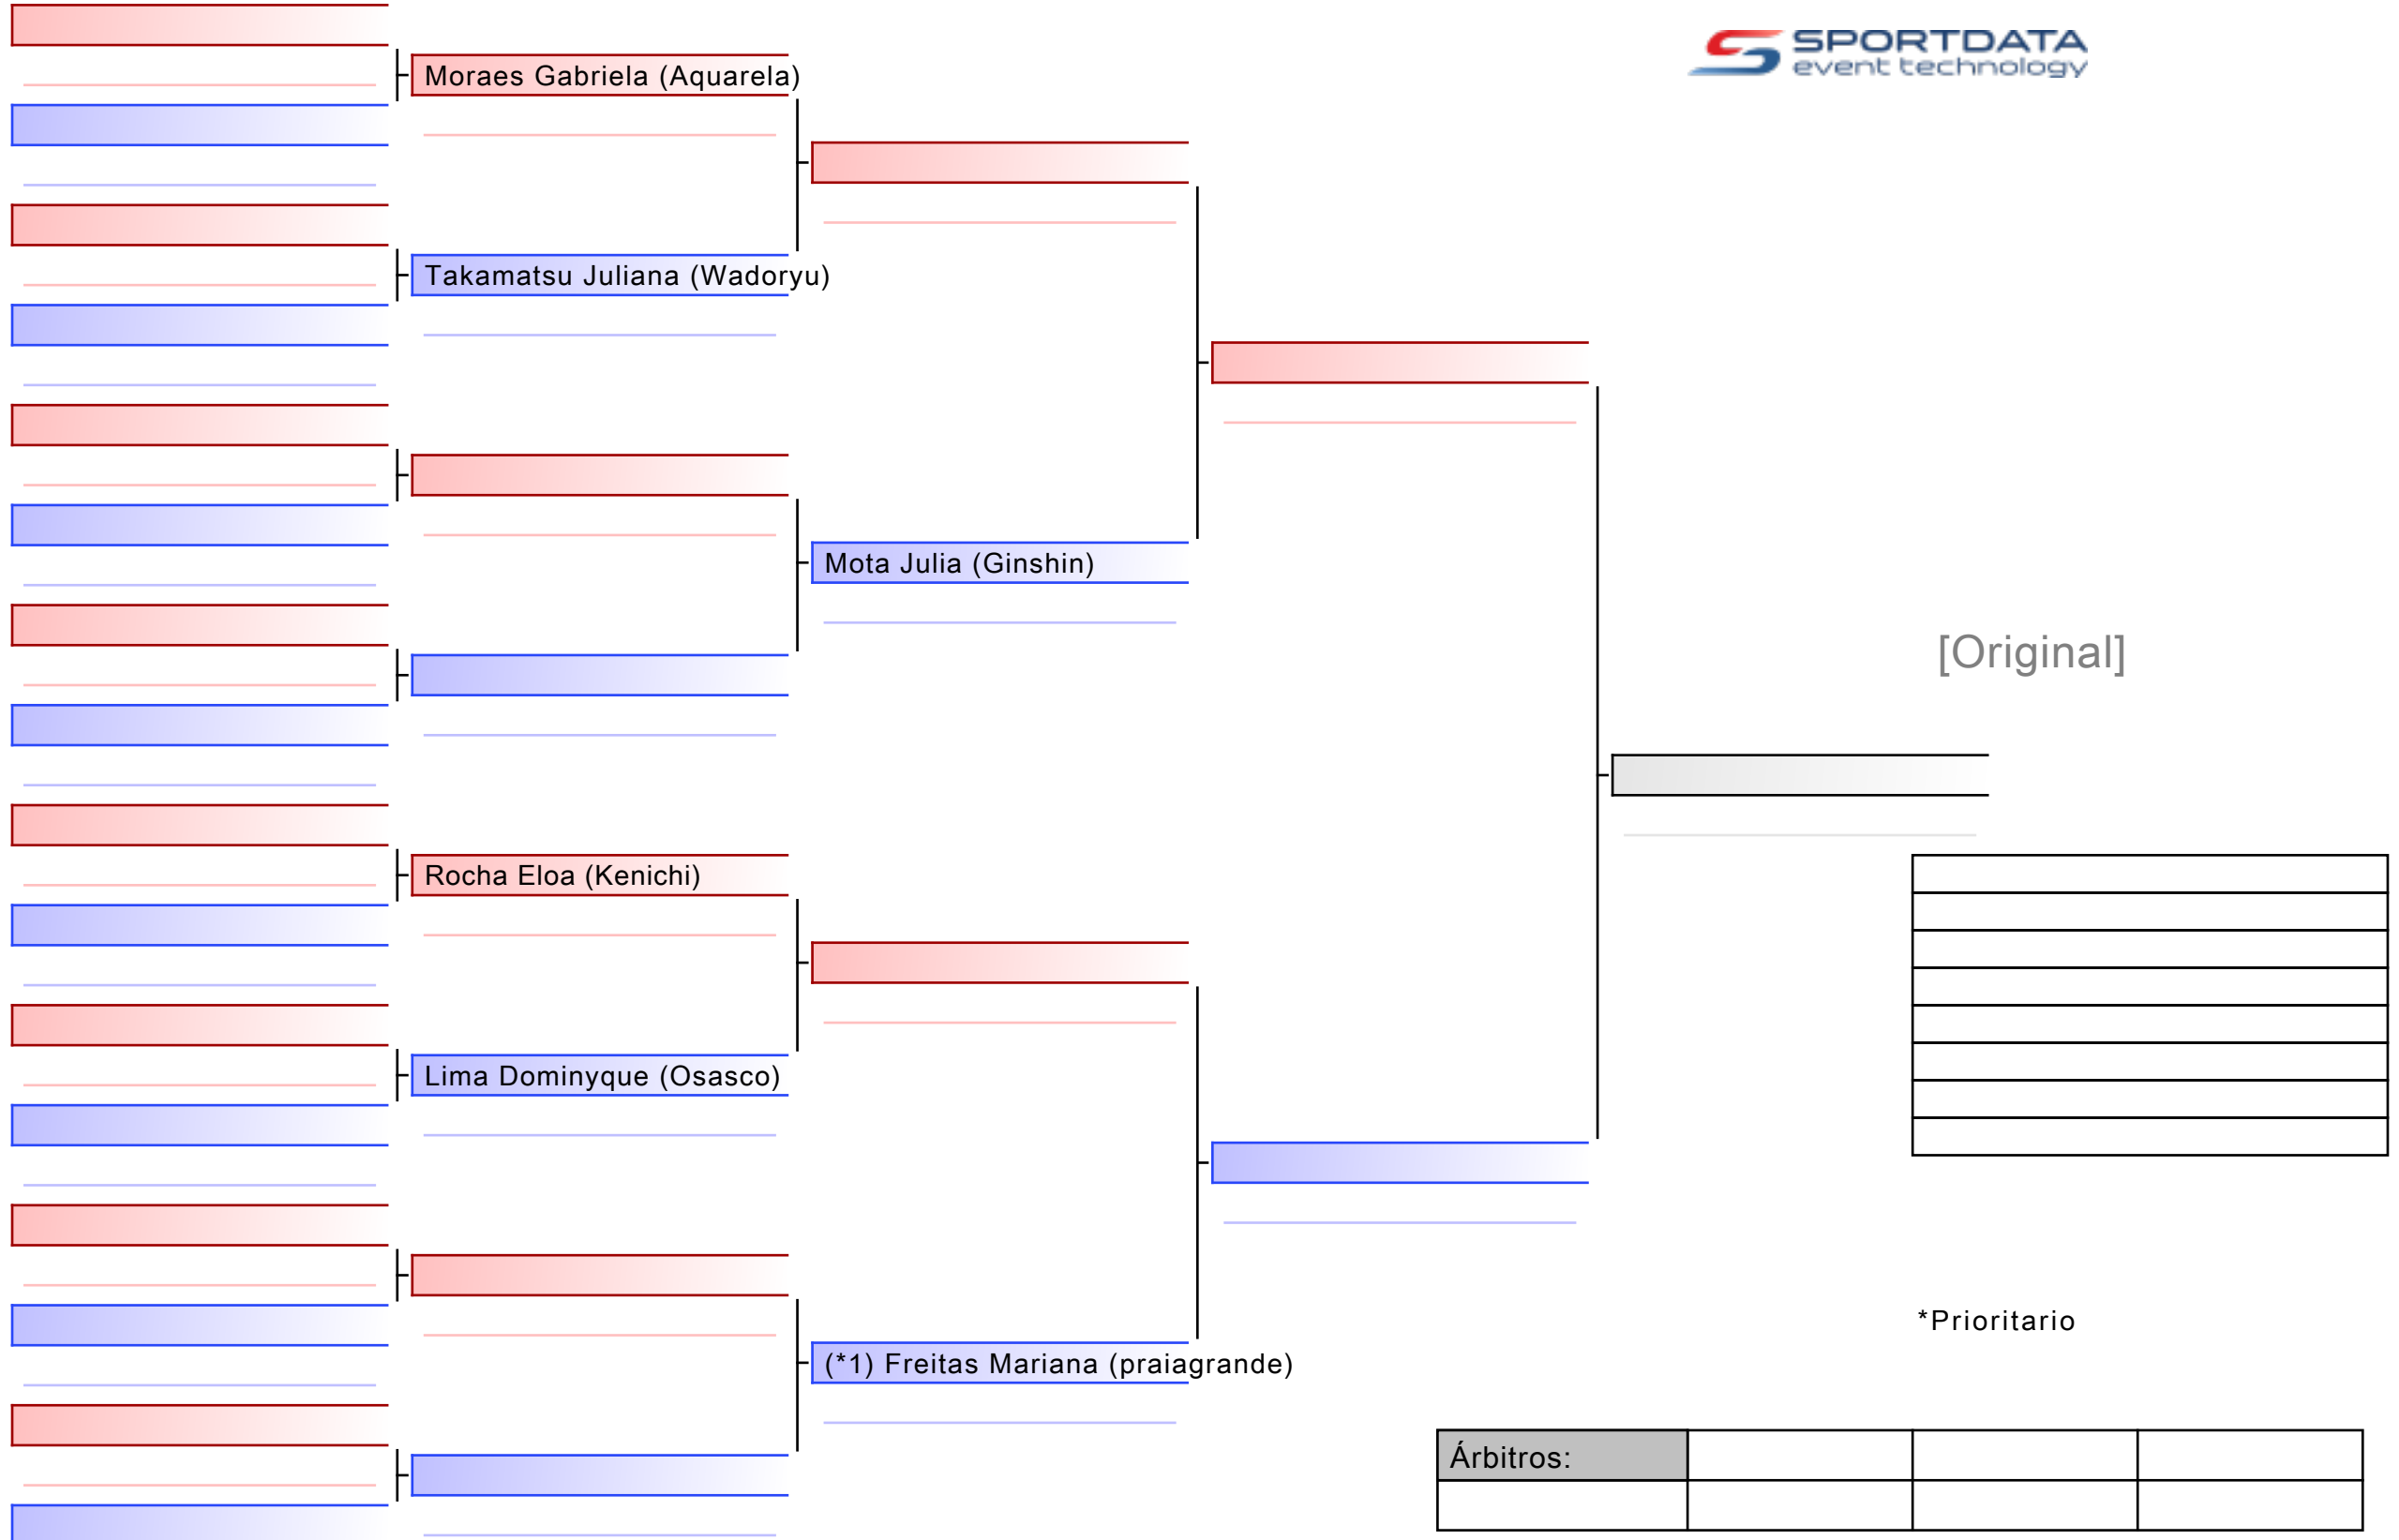 SPORTDATA
event technology
Moraes Gabriela (Aquarela)
Takamatsu Juliana (Wadoryu)
Mota Julia (Ginshin)
[Original]
Rocha Eloa (Kenichi)
Lima Dominyque (Osasco)
*Prioritario
(*1) Freitas Mariana (praiagrande)
Árbitros: